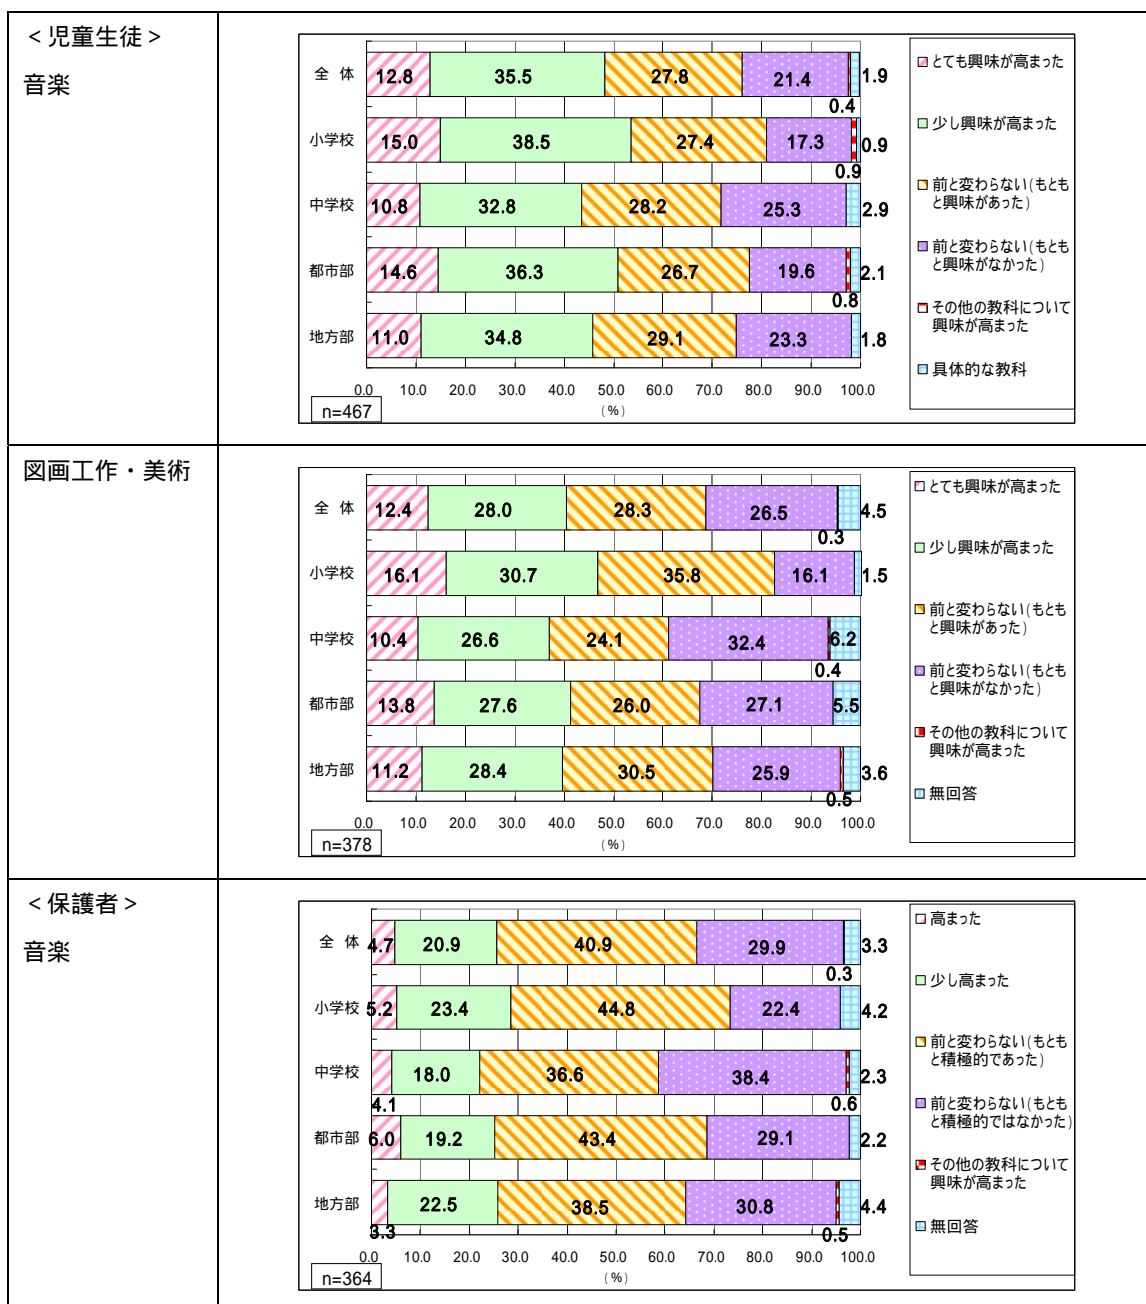 ＜児童生徒＞
音楽
全 体 12.8 35.5 27.8 21.4 0.4 1.9
小学校 15.0 38.5 27.4 17.3 0.9 0.9
中学校 10.8 32.8 28.2 25.3 2.9
都市部 14.6 36.3 26.7 19.6 0.8 2.1
地方部 11.0 34.8 29.1 23.3 1.8
0.0 10.0 20.0 30.0 40.0 50.0 60.0 70.0 80.0 90.0 100.0
(%)
n=467
とても興味が高まった
少し興味が高まった
前と変わらない(もとも
と興味があった)
前と変わらない(もとも
と興味がなかった)
その他の教科について
興味が高まった
具体的な教科
図画工作・美術
全 体 12.4 28.0 28.3 26.5 0.3 4.5
小学校 16.1 30.7 35.8 16.1 1.5
中学校 10.4 26.6 24.1 32.4 0.4 6.2
都市部 13.8 27.6 26.0 27.1 5.5
地方部 11.2 28.4 30.5 25.9 0.5 3.6
0.0 10.0 20.0 30.0 40.0 50.0 60.0 70.0 80.0 90.0 100.0
(%)
n=378
とても興味が高まった
少し興味が高まった
前と変わらない(もとも
と興味があった)
前と変わらない(もとも
と興味がなかった)
その他の教科について
興味が高まった
無回答
＜保護者＞
音楽
全 体 4.7 20.9 40.9 29.9 0.3 3.3
小学校 5.2 23.4 44.8 22.4 4.2
中学校 4.1 18.0 36.6 38.4 0.6 2.3
都市部 6.0 19.2 43.4 29.1 2.2
地方部 3.3 22.5 38.5 30.8 0.5 4.4
0.0 10.0 20.0 30.0 40.0 50.0 60.0 70.0 80.0 90.0 100.0
(%)
n=364
高まった
少し高まった
前と変わらない(もとも
と積極的であった)
前と変わらない(もとも
と積極的ではなかった)
その他の教科について
興味が高まった
無回答